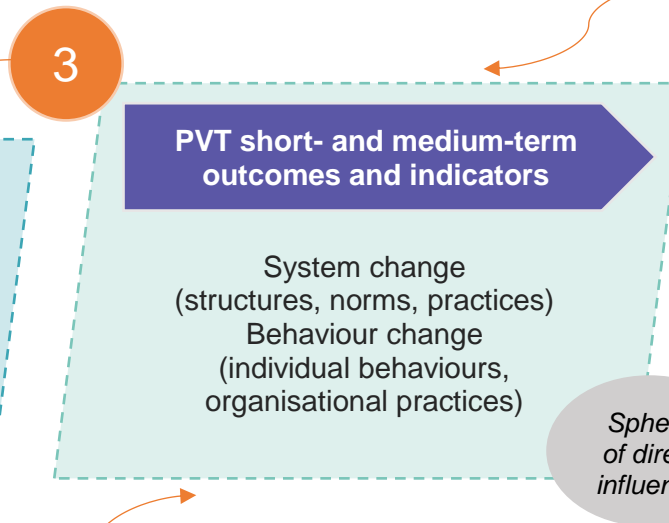 3
PVT short- and medium-term
outcomes and indicators
System change
(structures, norms, practices)
Behaviour change
(individual behaviours,
organisational practices)
of